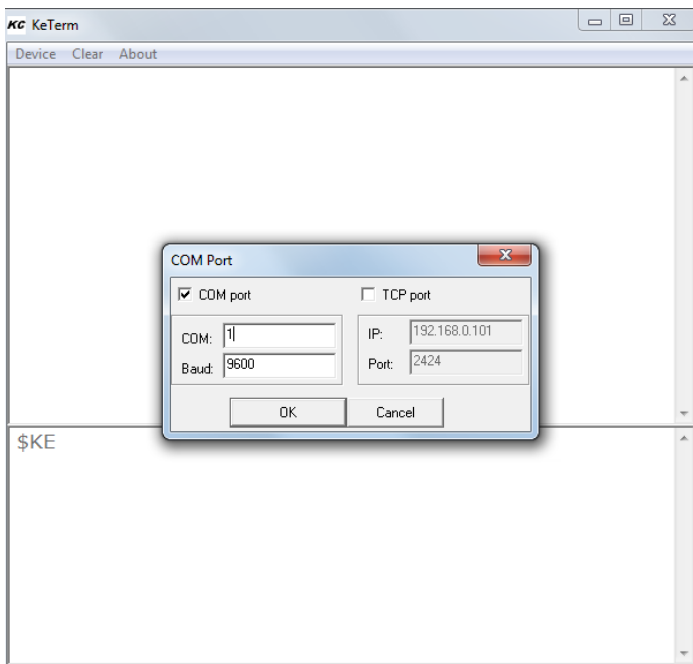 KC KeTerm
Device Clear About
COM Port
COM port TCP port
COM: 1 IP: 192.168.0.101
Baud: 9600 Port: 2424
OK Cancel
$KE